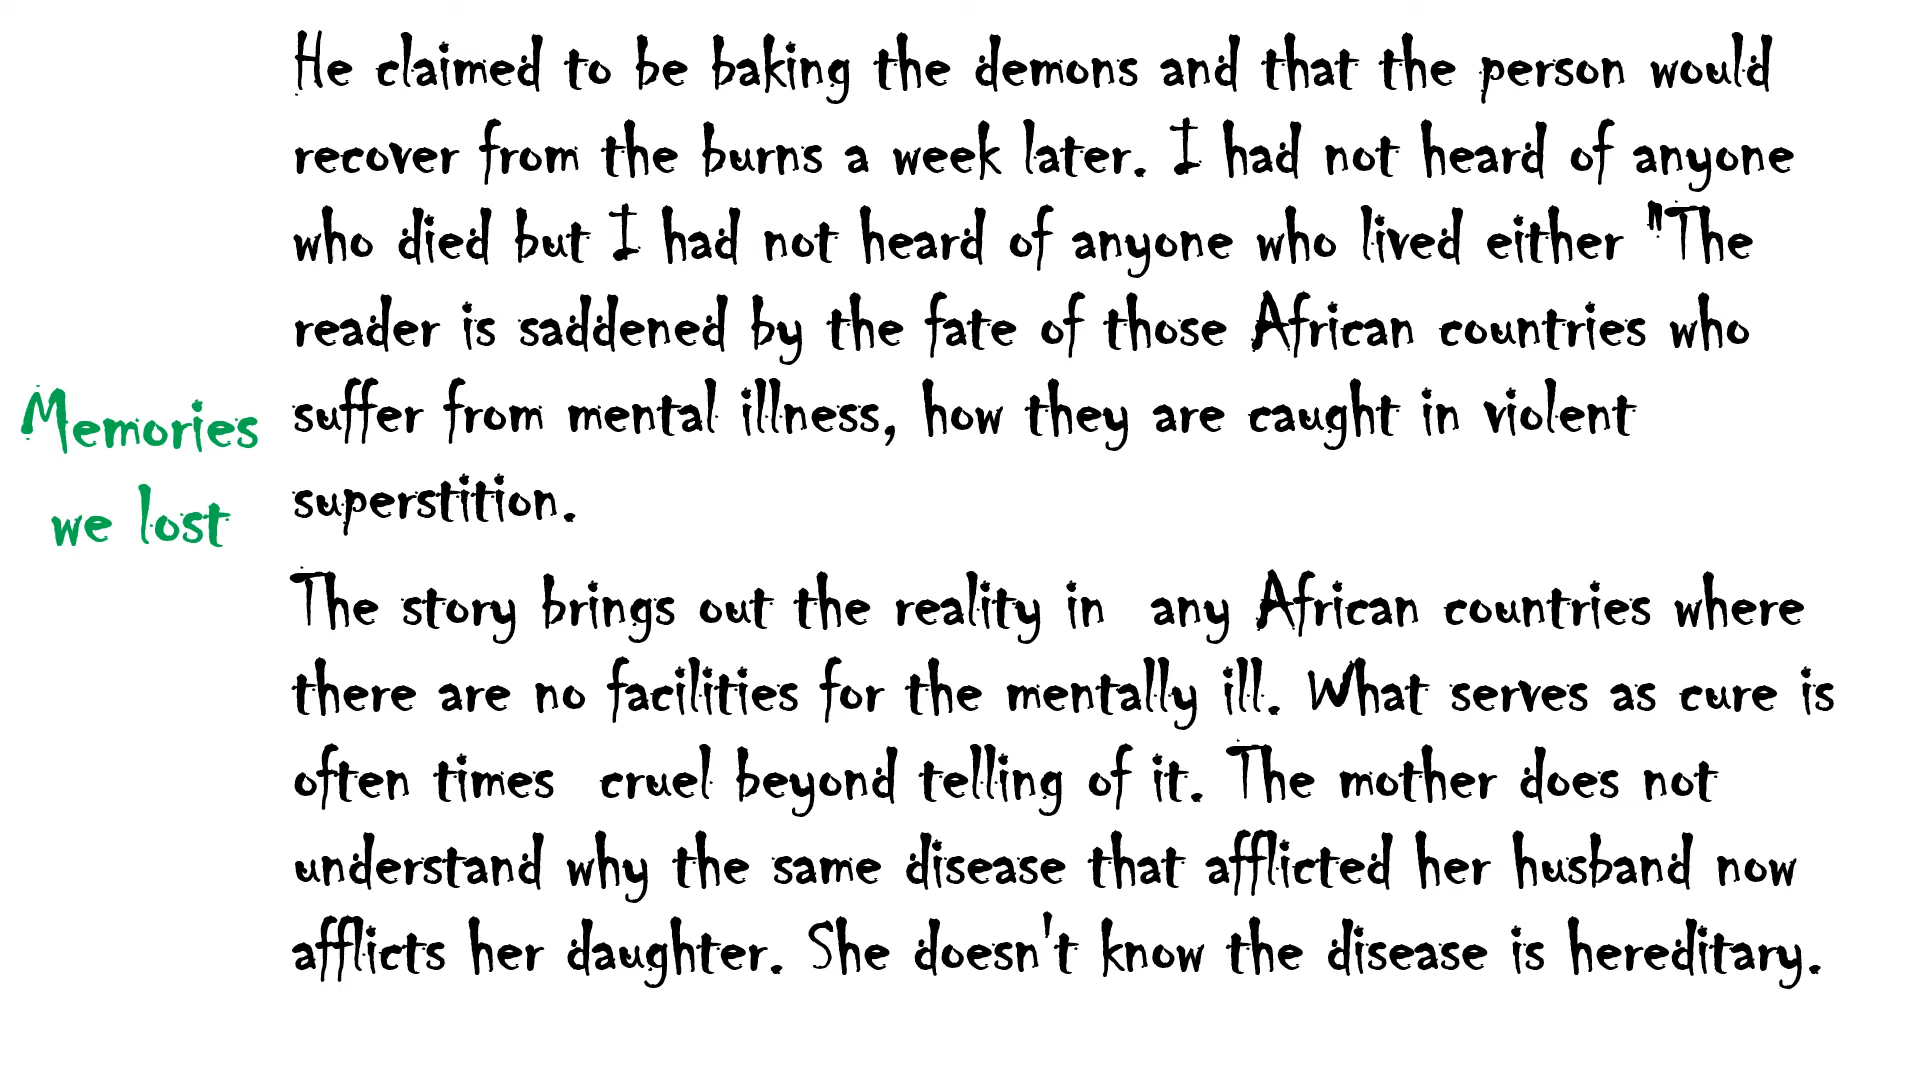 Memories
we lost
He claimed to be baking the demons and that the person would
recover from the burns a week later. I had not heard of anyone
who died but I had not heard of anyone who lived either "The
reader is saddened by the fate of those African countries who
suffer from mental illness, how they are caught in violent
superstition.
The story brings out the reality in any African countries where
there are no facilities for the mentally ill. What serves as cure is
often times cruel beyond telling of it. The mother does not
understand why the same disease that afflicted her husband now
afflicts her daughter. She doesn't know the disease is hereditary.